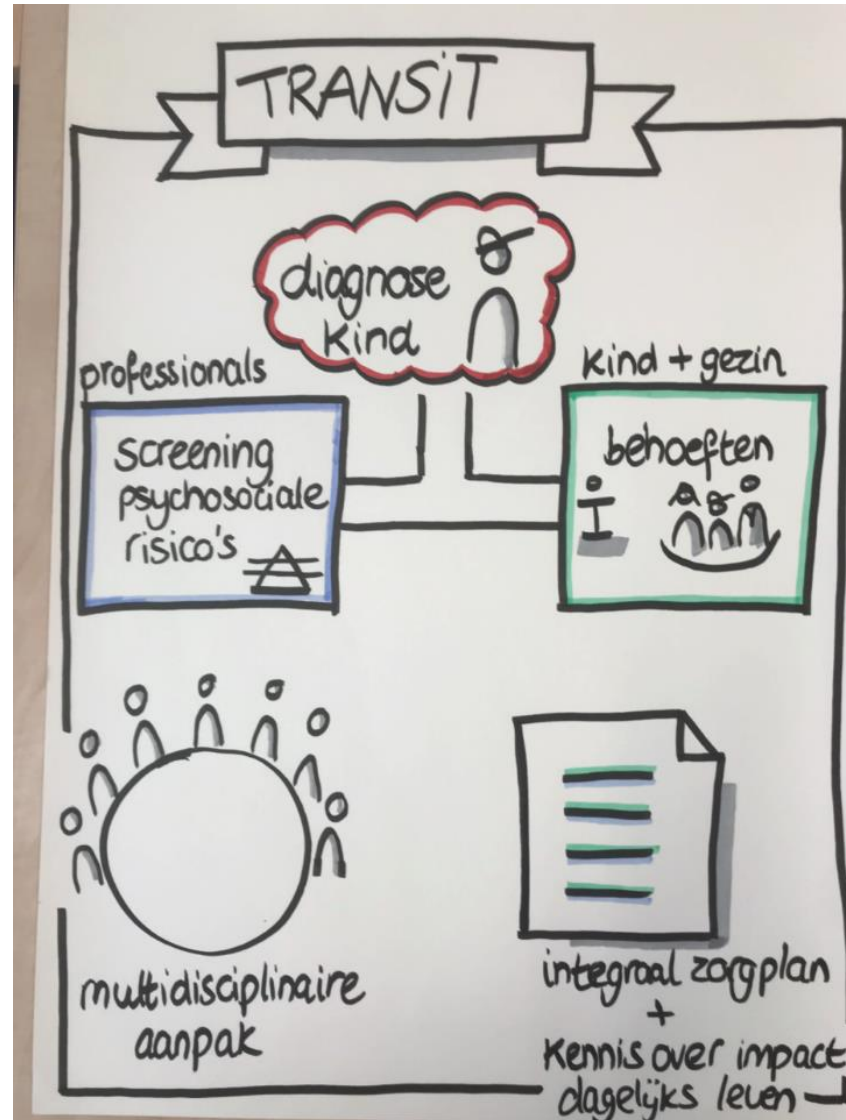 TRANSiT
diagnose
kind
professionals
screening
psychosociale
risico's
kind + gezin
behoeften
multidisciplinaire
aanpak
integraal zorgplan
+
kennis over impact
dagelijks leven